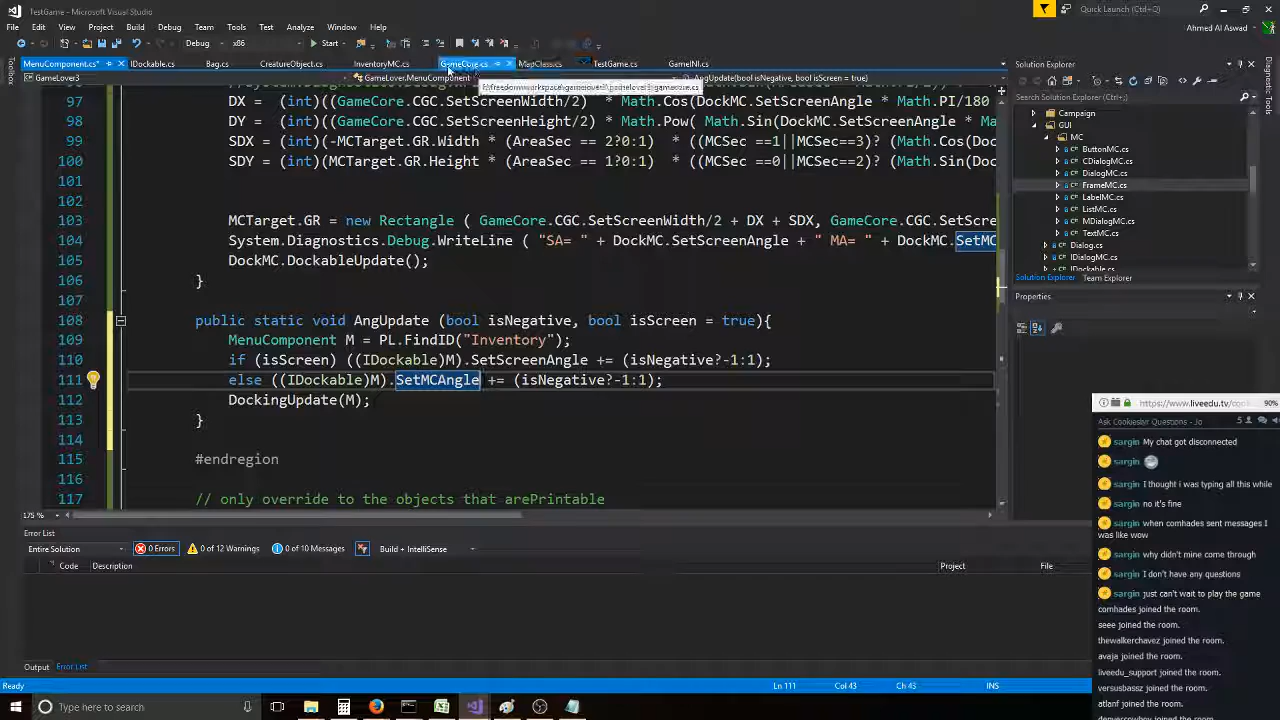 TestGame - Microsoft Visual Studio
Quick Launch (Ctrl+Q)
File Edit View Project Build Debug Team Tools Test Analyze Window Help
Ahmed Al Aswad
Debug x86 Start
MenuComponent.cs* IDockable.cs Bag.cs CreatureObject.cs InventoryMC.cs GameCore.cs MapClass.cs TestGame.cs GameINI.cs
Solution Explorer
GameLover3 GameLover.MenuComponent AngUpdate(bool isNegative, bool isScreen = true)
Search Solution Explorer (Ctrl+;)
97 DX = (int)((GameCore.CGC.SetScreenWidth/2) * Math.Cos(DockMC.SetScreenAngle * Math.PI/180
98 DY = (int)((GameCore.CGC.SetScreenHeight/2) * Math.Pow( Math.Sin(DockMC.SetScreenAngle * Ma
99 SDX = (int)(-MCTarget.GR.Width * (AreaSec == 2?0:1) * ((MCSec ==1||MCSec==3)? (Math.Cos(Do
100 SDY = (int)(MCTarget.GR.Height * (AreaSec == 1?0:1) * ((MCSec ==0||MCSec==2)? (Math.Sin(Do
101
102
103 MCTarget.GR = new Rectangle ( GameCore.CGC.SetScreenWidth/2 + DX + SDX, GameCore.CGC.SetScre
104 System.Diagnostics.Debug.WriteLine ( "SA= " + DockMC.SetScreenAngle + " MA= " + DockMC.SetMC
105 DockMC.DockableUpdate();
106 }
107
108 public static void AngUpdate (bool isNegative, bool isScreen = true){
109 MenuComponent M = PL.FindID("Inventory");
110 if (isScreen) ((IDockable)M).SetScreenAngle += (isNegative?-1:1);
111 else ((IDockable)M).SetMCAngle += (isNegative?-1:1);
112 DockingUpdate(M);
113 }
114
115 #endregion
116
117 // only override to the objects that arePrintable
Campaign
GUI
MC
ButtonMC.cs
CDialogMC.cs
DialogMC.cs
FrameMC.cs
LabelMC.cs
ListMC.cs
MDialogMC.cs
TextMC.cs
Dialog.cs
IDialogMC.cs
IDockable.cs
Solution Explorer Team Explorer
Properties
Toolbox
Diagnostic Tools
175 %
Error List
Entire Solution 0 Errors 0 of 12 Warnings 0 of 10 Messages Build + IntelliSense
Code Description Project File
Output Error List
Ready Ln 111 Col 43 Ch 43 INS
Type here to search
90%
Ask Cookiestar Questions - Jo
5
sargin My chat got disconnected
sargin
sargin I thought i was typing all this while
sargin no it's fine
sargin when comhades sent messages I
was like wow
sargin why didn't mine come through
sargin I don't have any questions
sargin just can't wait to play the game
comhades joined the room.
seee joined the room.
thewalkerchavez joined the room.
avaja joined the room.
liveedu_support joined the room.
versusbassz joined the room.
atlanf joined the room.